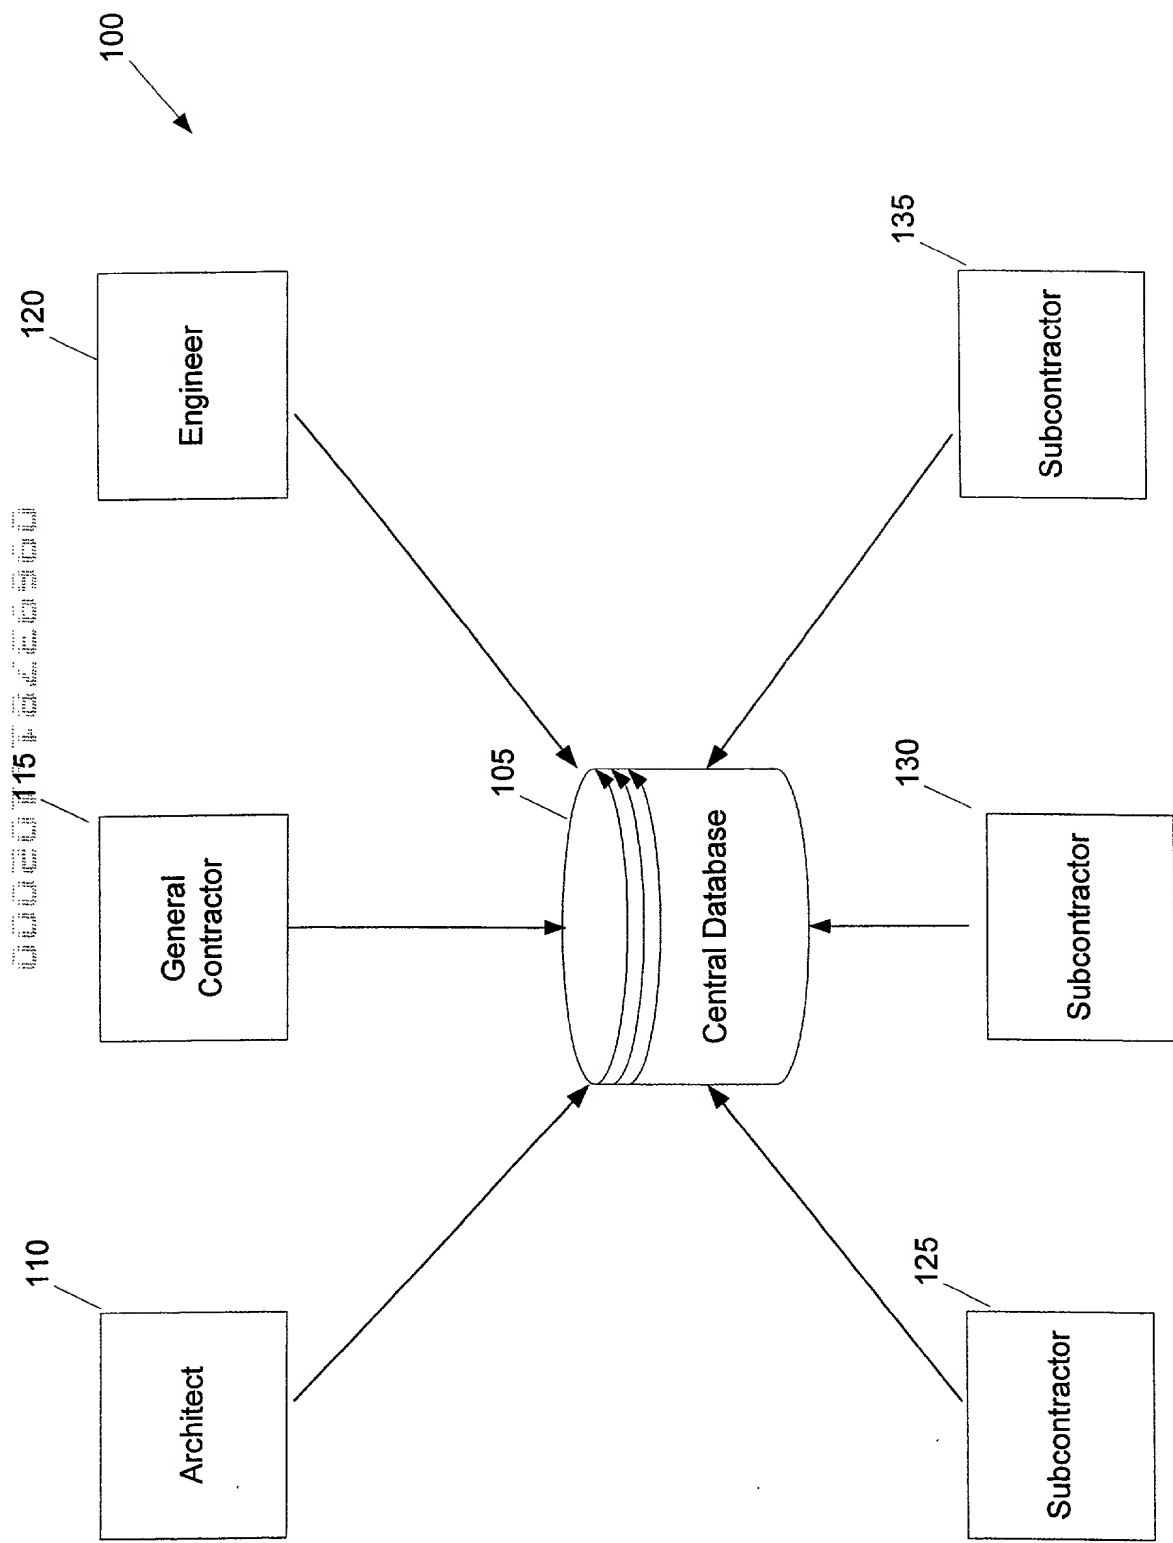 100
110
Architect
115
General
Contractor
120
Engineer
105
Central Database
125
Subcontractor
130
Subcontractor
135
Subcontractor